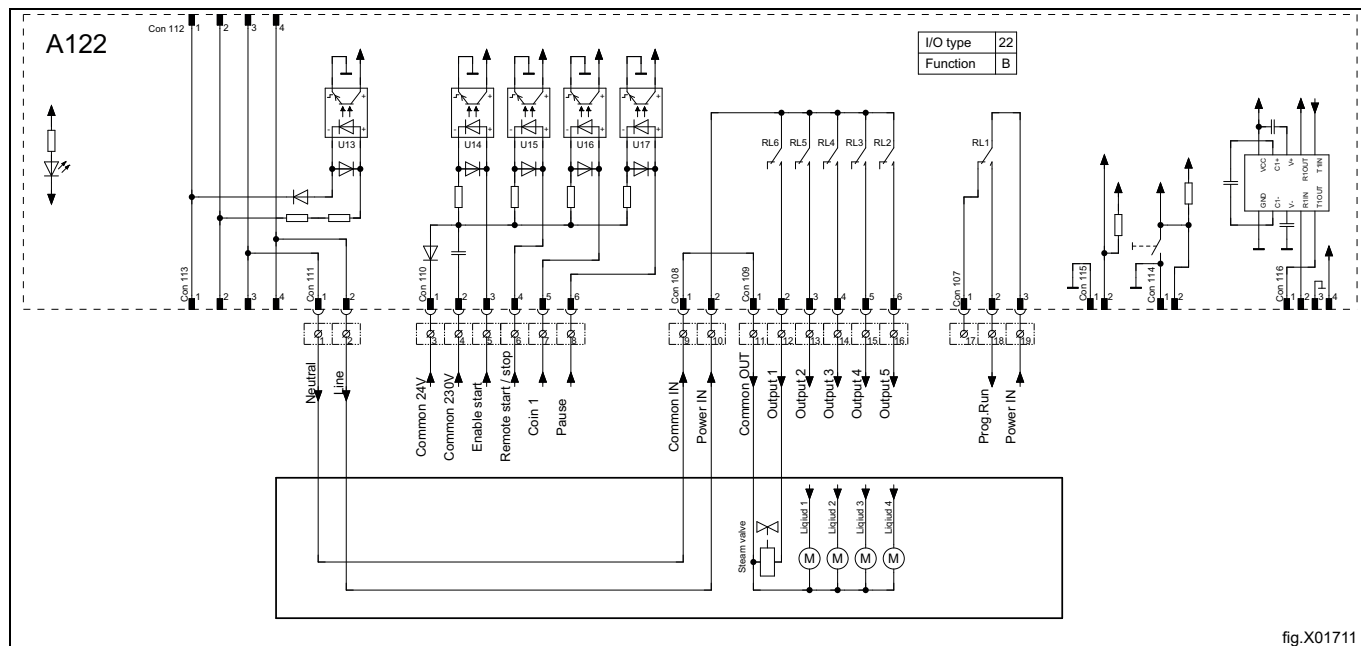 A122
Con 112 1 2 3 4
I/O type 22
Function B
U13 U14 U15 U16 U17
- + - + - + - + - +
RL6 RL5 RL4 RL3 RL2 RL1
VCC C1+ V+ R1OUT T1IN
GND C1- V- R1IN T1OUT
Con 113 1 2 3 4
Con 111 1 2
Con 110 1 2 3 4 5 6
Con 108 1 2
Con 109 1 2 3 4 5 6
Con 107 1 2 3
Con 115 1 2
Con 114 1 2
Con 116 1 2 3 4
1 2 3 4 5 6 7 8 9 10 11 12 13 14 15 16 17 18 19
Neutral
Line
Common 24V
Common 230V
Enable start
Remote start / stop
Coin 1
Pause
Common IN
Power IN
Common OUT
Output 1
Output 2
Output 3
Output 4
Output 5
Prog.Run
Power IN
Steam valve
Liqiud 1
Liqiud 2
Liqiud 3
Liqiud 4
M M M M
fig.X01711